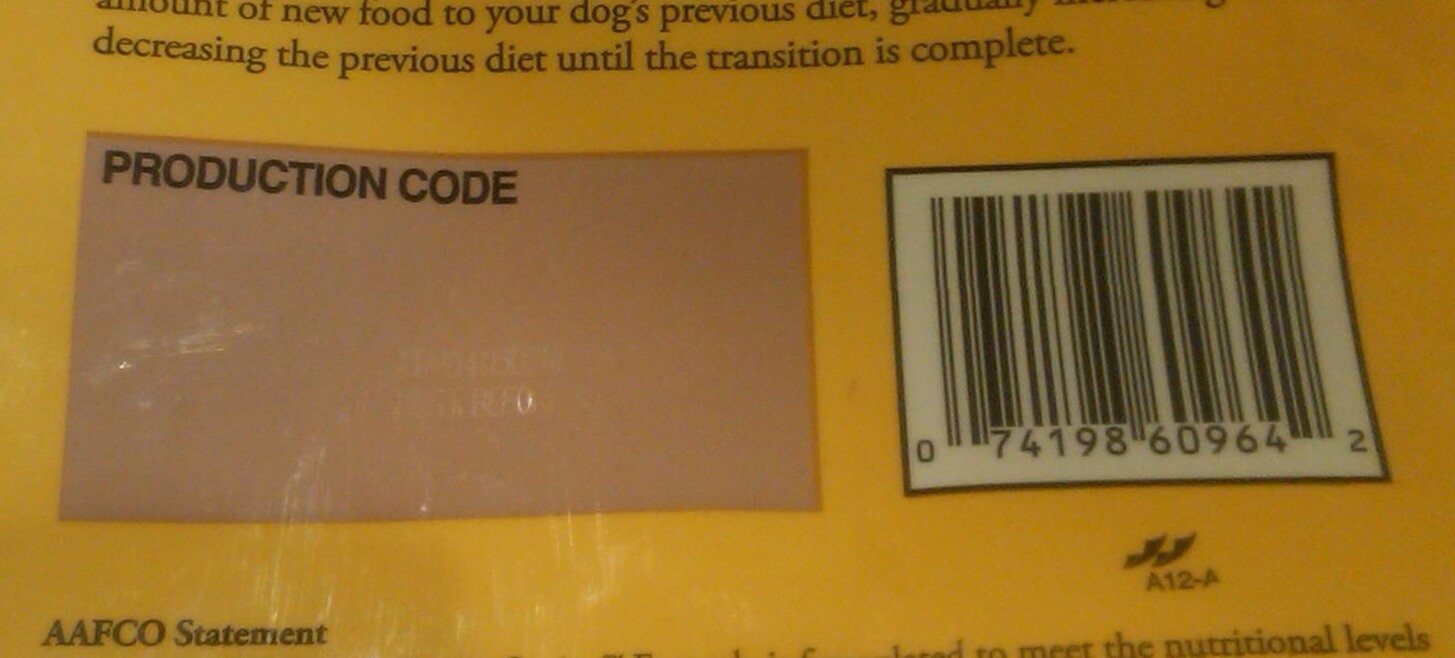 amount of new food to your dog's previous diet, gradually
decreasing the previous diet until the transition is complete.
PRODUCTION CODE
0 74198 60964 2
A12-A
AAFCO Statement
to meet the nutritional levels